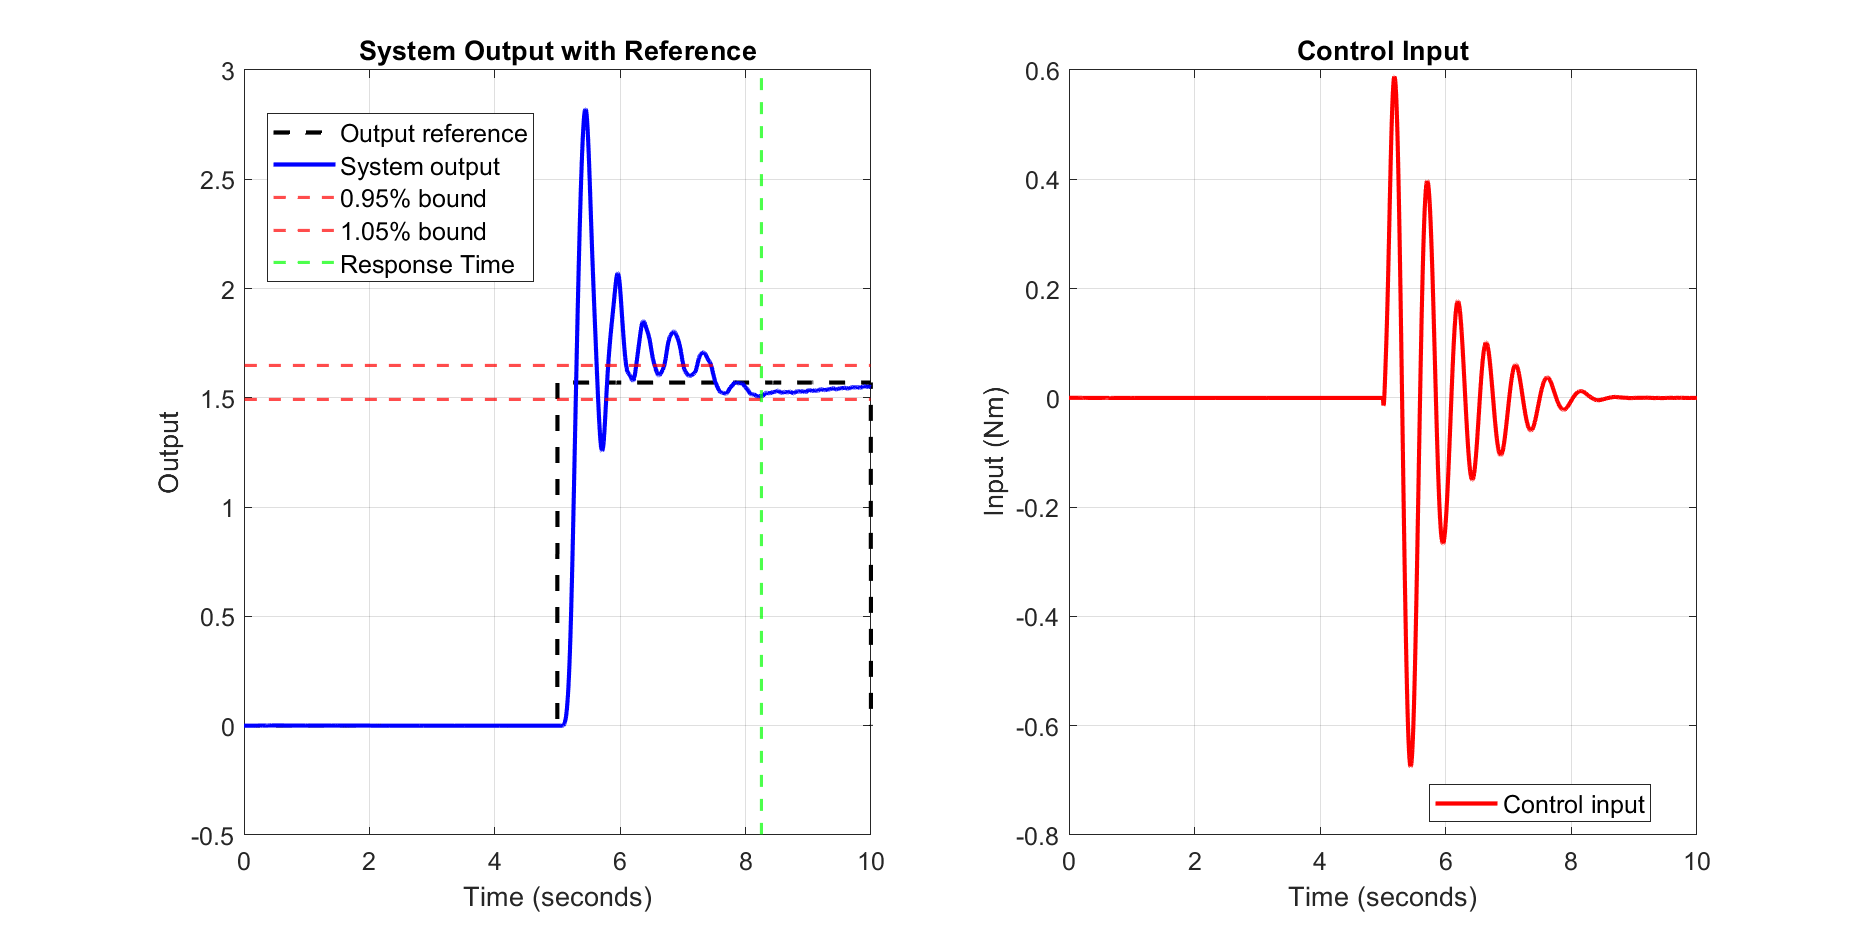 System Output with Reference
3
2.5
2
1.5
1
0.5
0
-0.5
Output
Output reference
System output
0.95% bound
1.05% bound
Response Time
0 2 4 6 8 10
Time (seconds)
Control Input
0.6
0.4
0.2
0
-0.2
-0.4
-0.6
-0.8
Input (Nm)
Control input
0 2 4 6 8 10
Time (seconds)